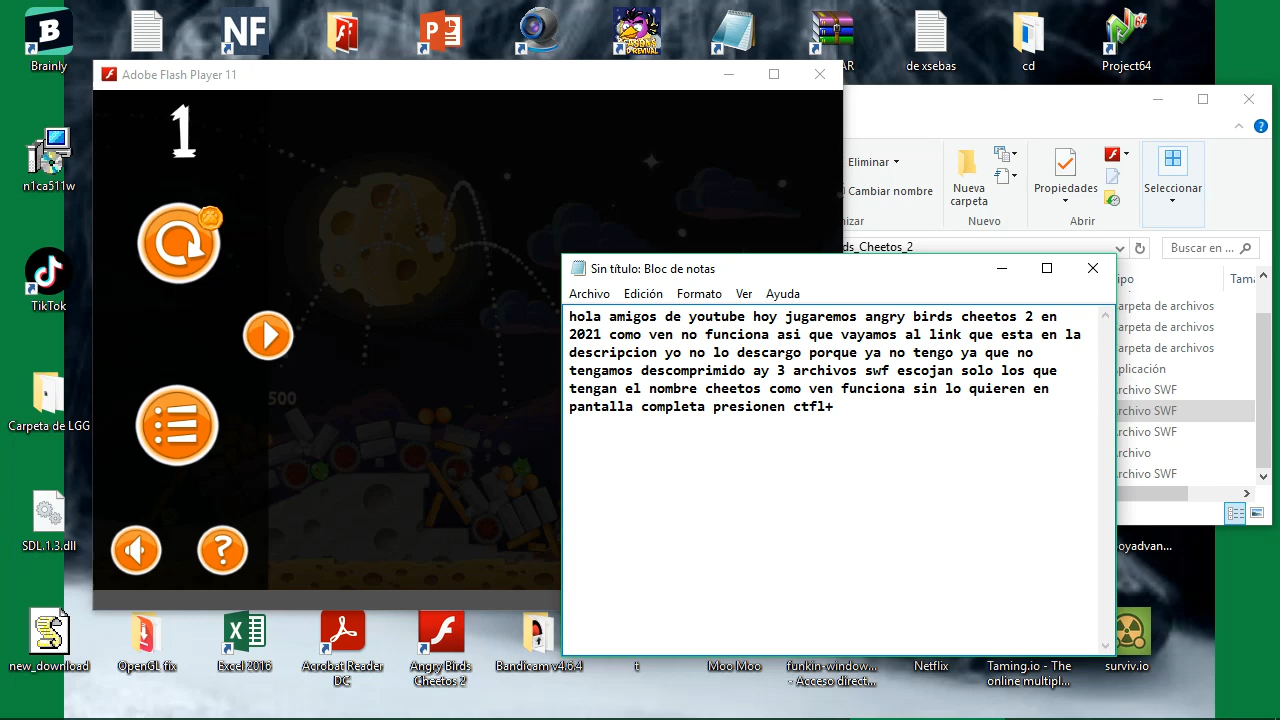 Brainly
NF
AR
de xsebas
cd
64
Project64
Adobe Flash Player 11
1
500
n1ca511w
TikTok
Carpeta de LGG
SDL.1.3.dll
new_download
Eliminar
Cambiar nombre
Nueva
carpeta
Nuevo
Propiedades
Abrir
Seleccionar
ds_Cheetos_2
Buscar en ...
Sin título: Bloc de notas
Archivo Edición Formato Ver Ayuda
hola amigos de youtube hoy jugaremos angry birds cheetos 2 en
2021 como ven no funciona asi que vayamos al link que esta en la
descripcion yo no lo descargo porque ya no tengo ya que no
tengamos descomprimido ay 3 archivos swf escojan solo los que
tengan el nombre cheetos como ven funciona sin lo quieren en
pantalla completa presionen ctfl+
ipo
Tama
arpeta de archivos
arpeta de archivos
arpeta de archivos
plicación
rchivo SWF
rchivo SWF
rchivo SWF
rchivo
rchivo SWF
oyadvan...
OpenGL fix
Excel 2016
Acrobat Reader
DC
Angry Birds
Cheetos 2
Bandicam v4.6.4
t
Moo Moo
funkin-window...
- Acceso direct...
Netflix
Taming.io - The
online multipl...
surviv.io